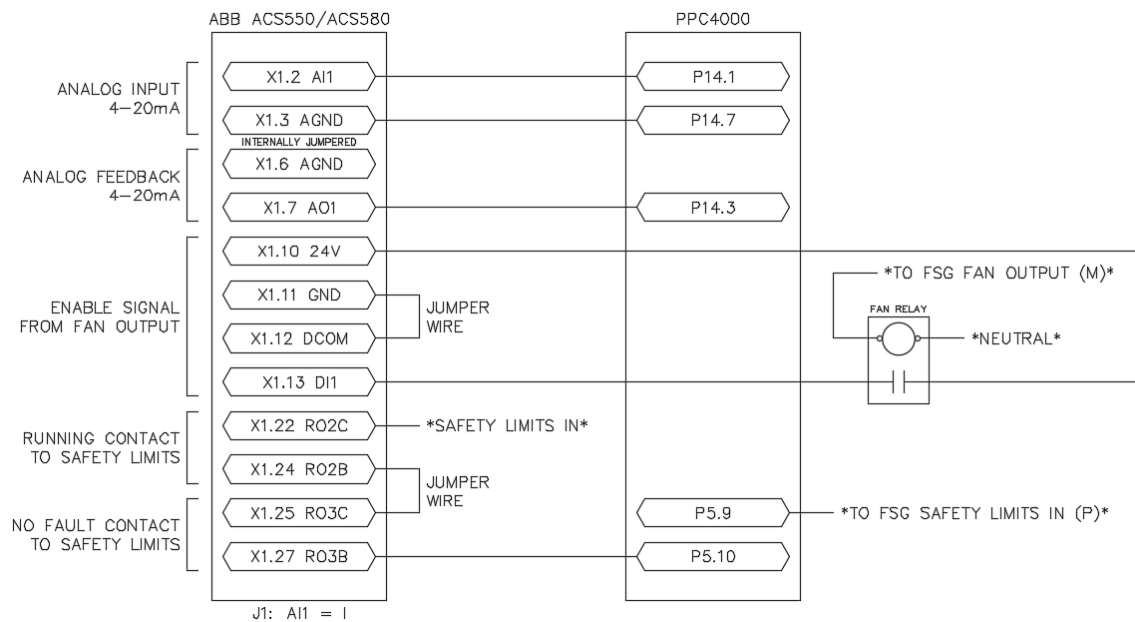 ABB ACS550/ACS580
PPC4000
ANALOG INPUT
4-20mA
X1.2 AI1
P14.1
X1.3 AGND
P14.7
INTERNALLY JUMPERED
ANALOG FEEDBACK
4-20mA
X1.6 AGND
X1.7 AO1
P14.3
ENABLE SIGNAL
FROM FAN OUTPUT
X1.10 24V
X1.11 GND
X1.12 DCOM
JUMPER
WIRE
X1.13 DI1
*TO FSG FAN OUTPUT (M)*
FAN RELAY
*NEUTRAL*
RUNNING CONTACT
TO SAFETY LIMITS
X1.22 RO2C
*SAFETY LIMITS IN*
X1.24 RO2B
JUMPER
WIRE
NO FAULT CONTACT
TO SAFETY LIMITS
X1.25 RO3C
P5.9
*TO FSG SAFETY LIMITS IN (P)*
X1.27 RO3B
P5.10
J1: AI1 = I